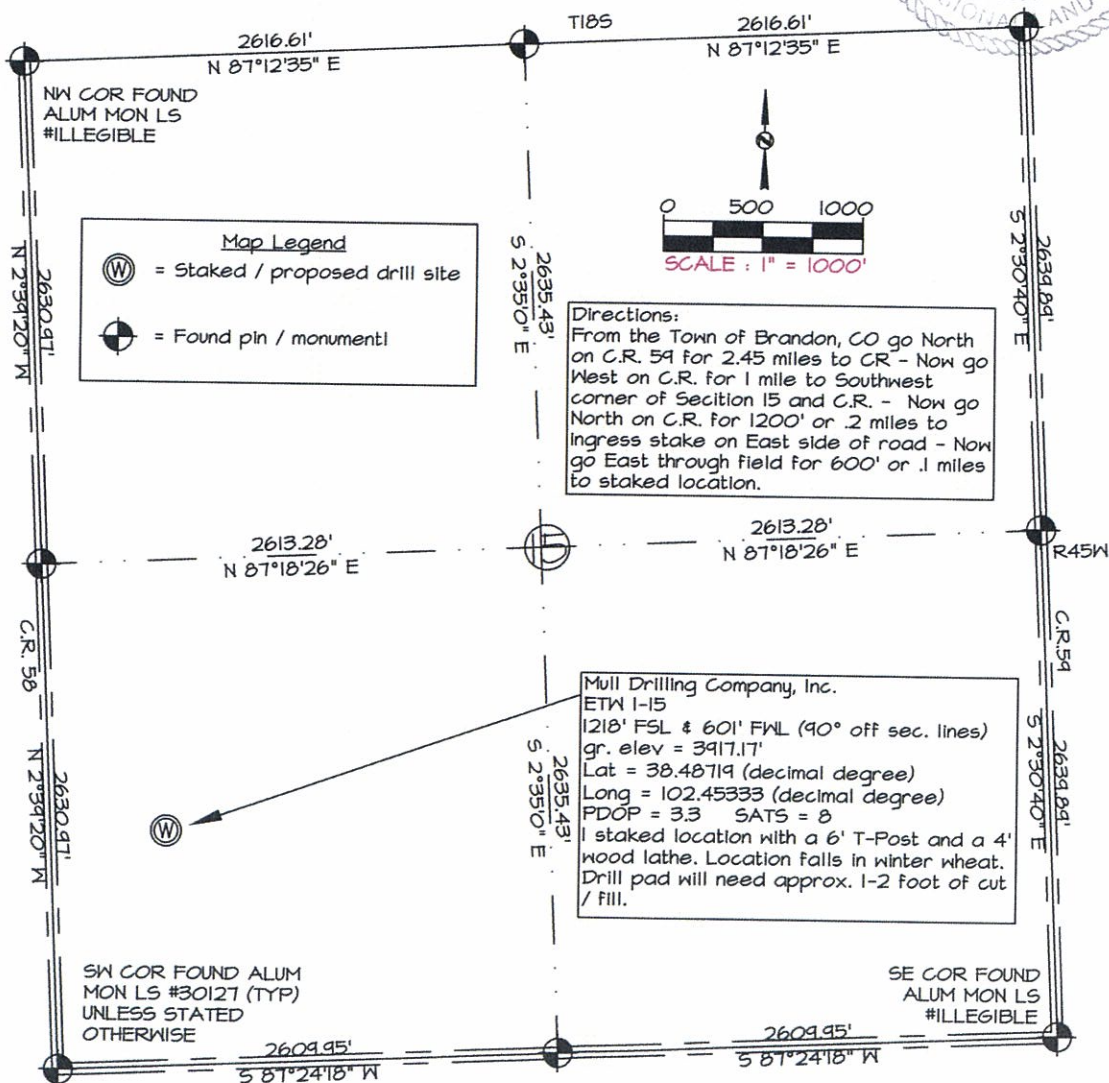 IONAL LAND
T18S
2616.61'
N 87°12'35" E
2616.61'
N 87°12'35" E
NW COR FOUND
ALUM MON LS
#ILLEGIBLE
0 500 1000
SCALE : 1" = 1000'
Map Legend
W = Staked / proposed drill site
= Found pin / monument
N 2°39'20" W
2630.97'
S 2°35'0" E
2635.43'
S 2°30'40" E
2639.89'
Directions:
From the Town of Brandon, CO go North
on C.R. 59 for 2.45 miles to CR - Now go
West on C.R. for 1 mile to Southwest
corner of Secition 15 and C.R. - Now go
North on C.R. for 1200' or .2 miles to
ingress stake on East side of road - Now
go East through field for 600' or .1 miles
to staked location.
2613.28'
N 87°18'26" E
15
2613.28'
N 87°18'26" E
R45W
C.R. 58
C.R.59
Mull Drilling Company, Inc.
ETW 1-15
1218' FSL & 601' FWL (90° off sec. lines)
gr. elev = 3917.17'
Lat = 38.48719 (decimal degree)
Long = 102.45333 (decimal degree)
PDOP = 3.3 SATS = 8
I staked location with a 6' T-Post and a 4'
wood lathe. Location falls in winter wheat.
Drill pad will need approx. 1-2 foot of cut
/ fill.
N 2°39'20" W
2630.97'
S 2°35'0" E
2635.43'
S 2°30'40" E
2639.89'
W
SW COR FOUND ALUM
MON LS #30127 (TYP)
UNLESS STATED
OTHERWISE
SE COR FOUND
ALUM MON LS
#ILLEGIBLE
2609.95'
S 87°24'18" W
2609.95'
S 87°24'18" W